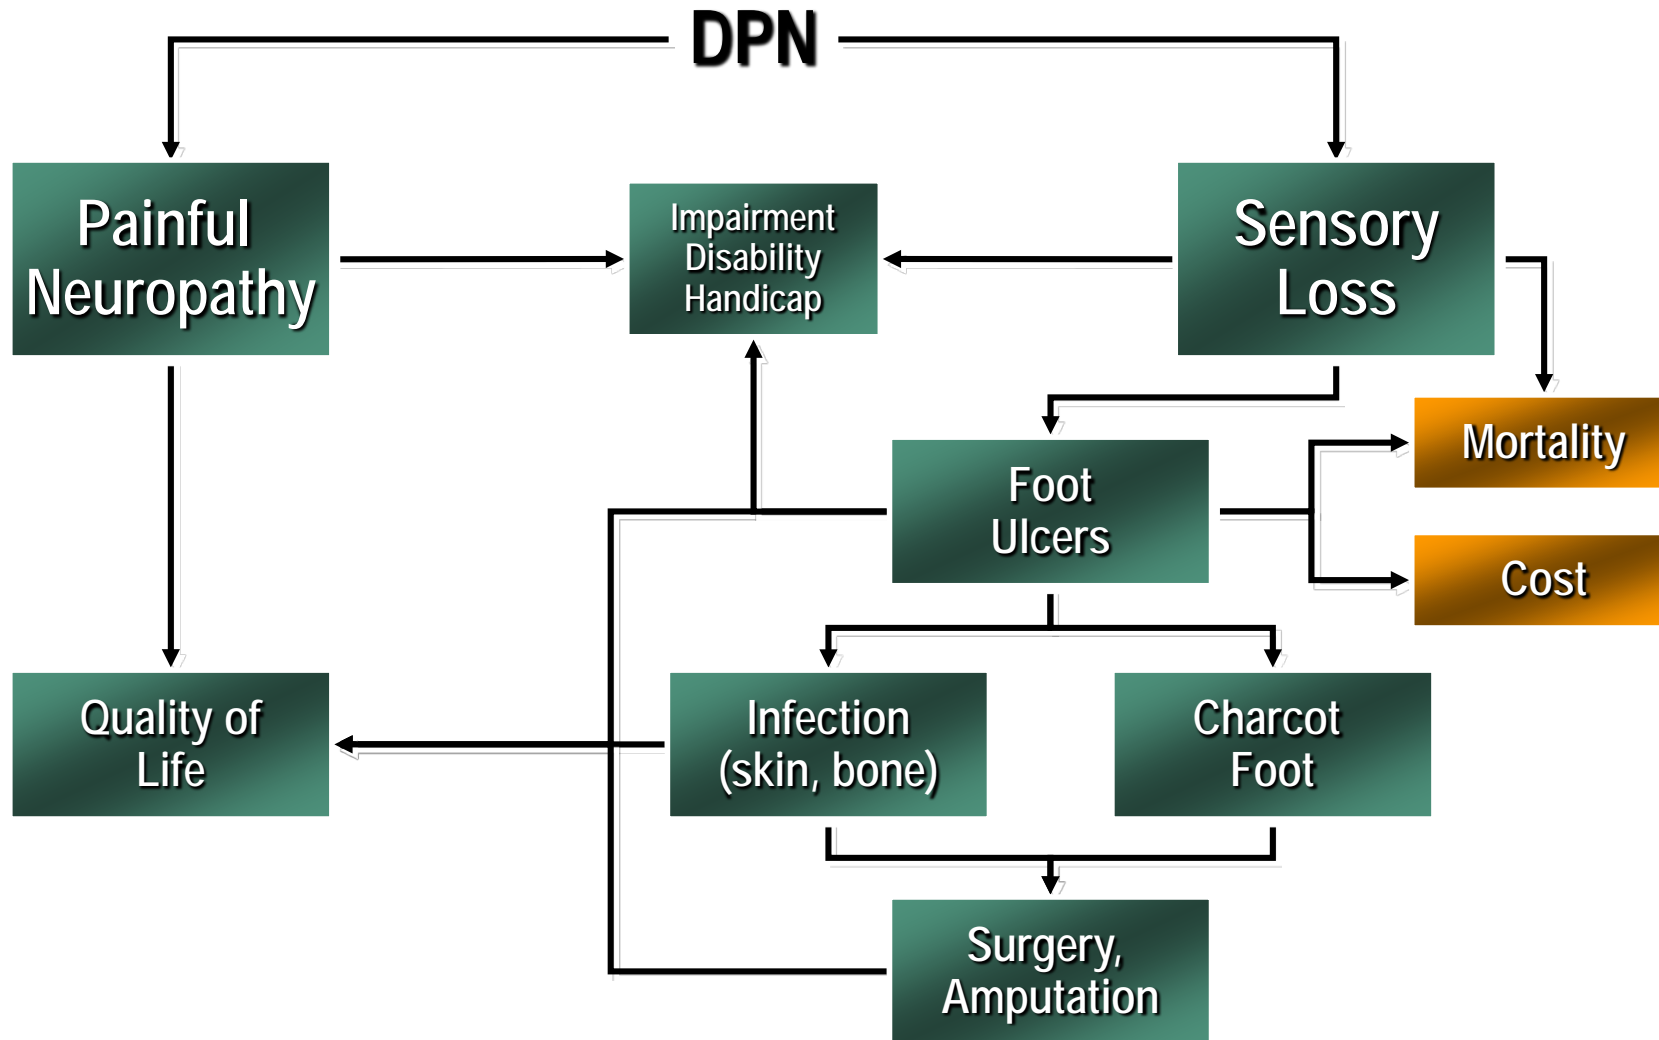 DPN
Painful
Neuropathy
Impairment
Disability
Handicap
Sensory
Loss
Mortality
Foot
Ulcers
Cost
Quality of
Life
Infection
(skin, bone)
Charcot
Foot
Surgery,
Amputation